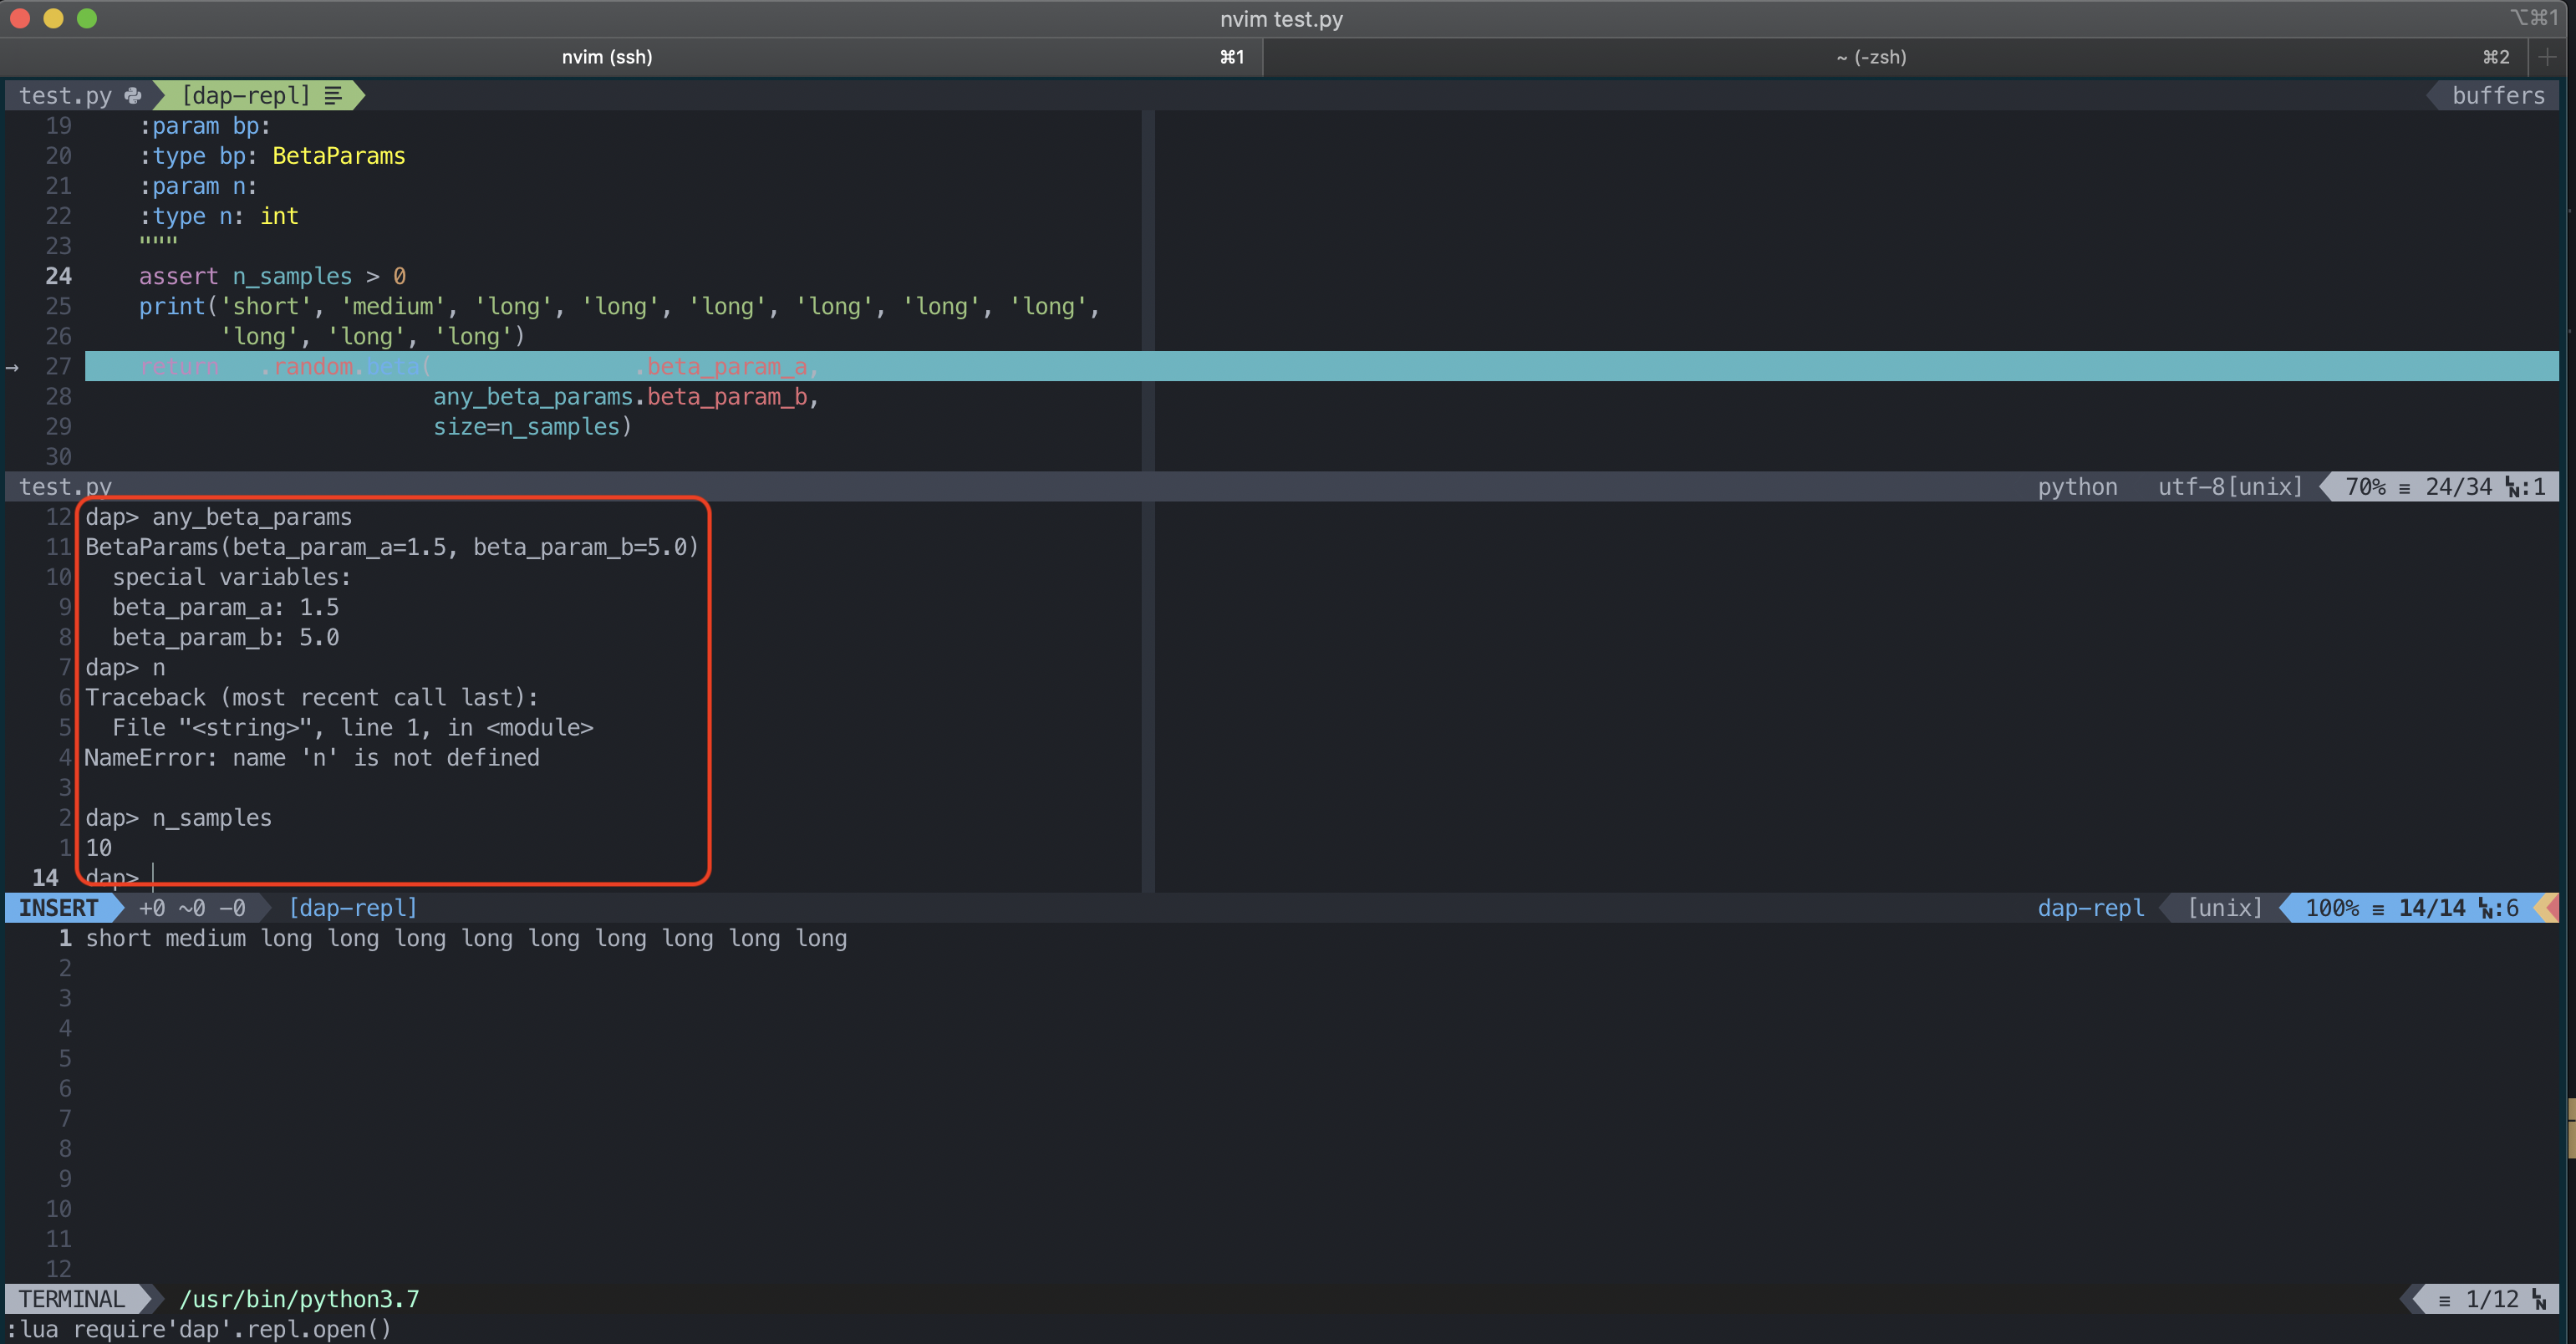 nvim test.py ⌥⌘1
nvim (ssh) ⌘1 ~ (-zsh) ⌘2 +
test.py [dap-repl] buffers
19 :param bp:
20 :type bp: BetaParams
21 :param n:
22 :type n: int
23 """
24 assert n_samples > 0
25 print('short', 'medium', 'long', 'long', 'long', 'long', 'long', 'long',
26 'long', 'long', 'long')
→ 27 return .random.beta( .beta_param_a,
28 any_beta_params.beta_param_b,
29 size=n_samples)
30
test.py python utf-8[unix] 70% ≡ 24/34 :1
12 dap> any_beta_params
11 BetaParams(beta_param_a=1.5, beta_param_b=5.0)
10 special variables:
9 beta_param_a: 1.5
8 beta_param_b: 5.0
7 dap> n
6 Traceback (most recent call last):
5 File "<string>", line 1, in <module>
4 NameError: name 'n' is not defined
3
2 dap> n_samples
1 10
14 dap>
INSERT +0 ~0 -0 [dap-repl] dap-repl [unix] 100% ≡ 14/14 :6
1 short medium long long long long long long long long long
2
3
4
5
6
7
8
9
10
11
12
TERMINAL /usr/bin/python3.7 ≡ 1/12
:lua require'dap'.repl.open()